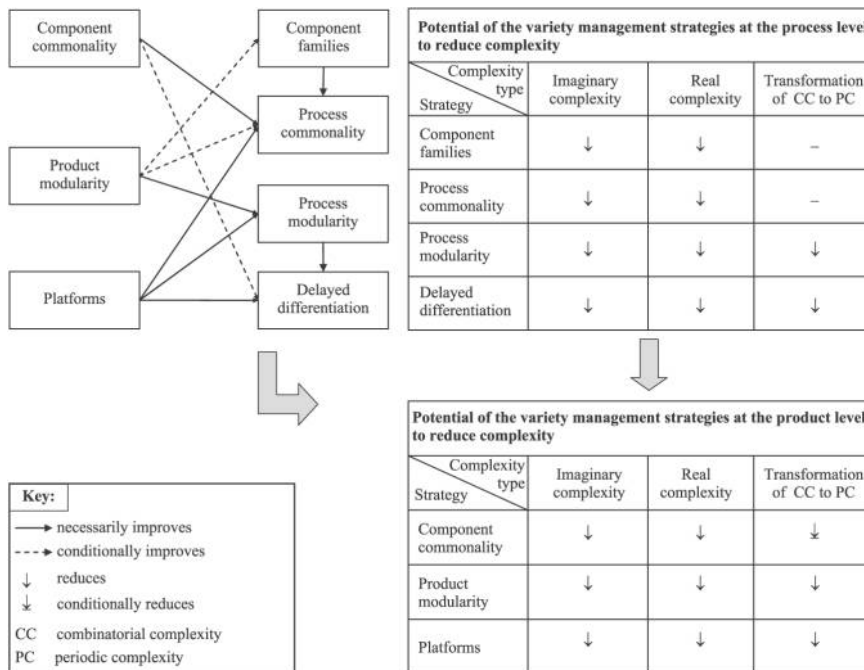 Component
commonality
Component
families
Process
commonality
Product
modularity
Process
modularity
Platforms
Delayed
differentiation
Potential of the variety management strategies at the process level
to reduce complexity
Complexity
type
Strategy
Imaginary
complexity
Real
complexity
Transformation
of CC to PC
Component
families
↓ ↓ –
Process
commonality
↓ ↓ –
Process
modularity
↓ ↓ ↓
Delayed
differentiation
↓ ↓ ↓
Potential of the variety management strategies at the product level
to reduce complexity
Complexity
type
Strategy
Imaginary
complexity
Real
complexity
Transformation
of CC to PC
Component
commonality
Product
modularity
↓ ↓ ↓
Platforms
↓ ↓ ↓
Key:
necessarily improves
conditionally improves
↓ reduces
conditionally reduces
CC combinatorial complexity
PC periodic complexity